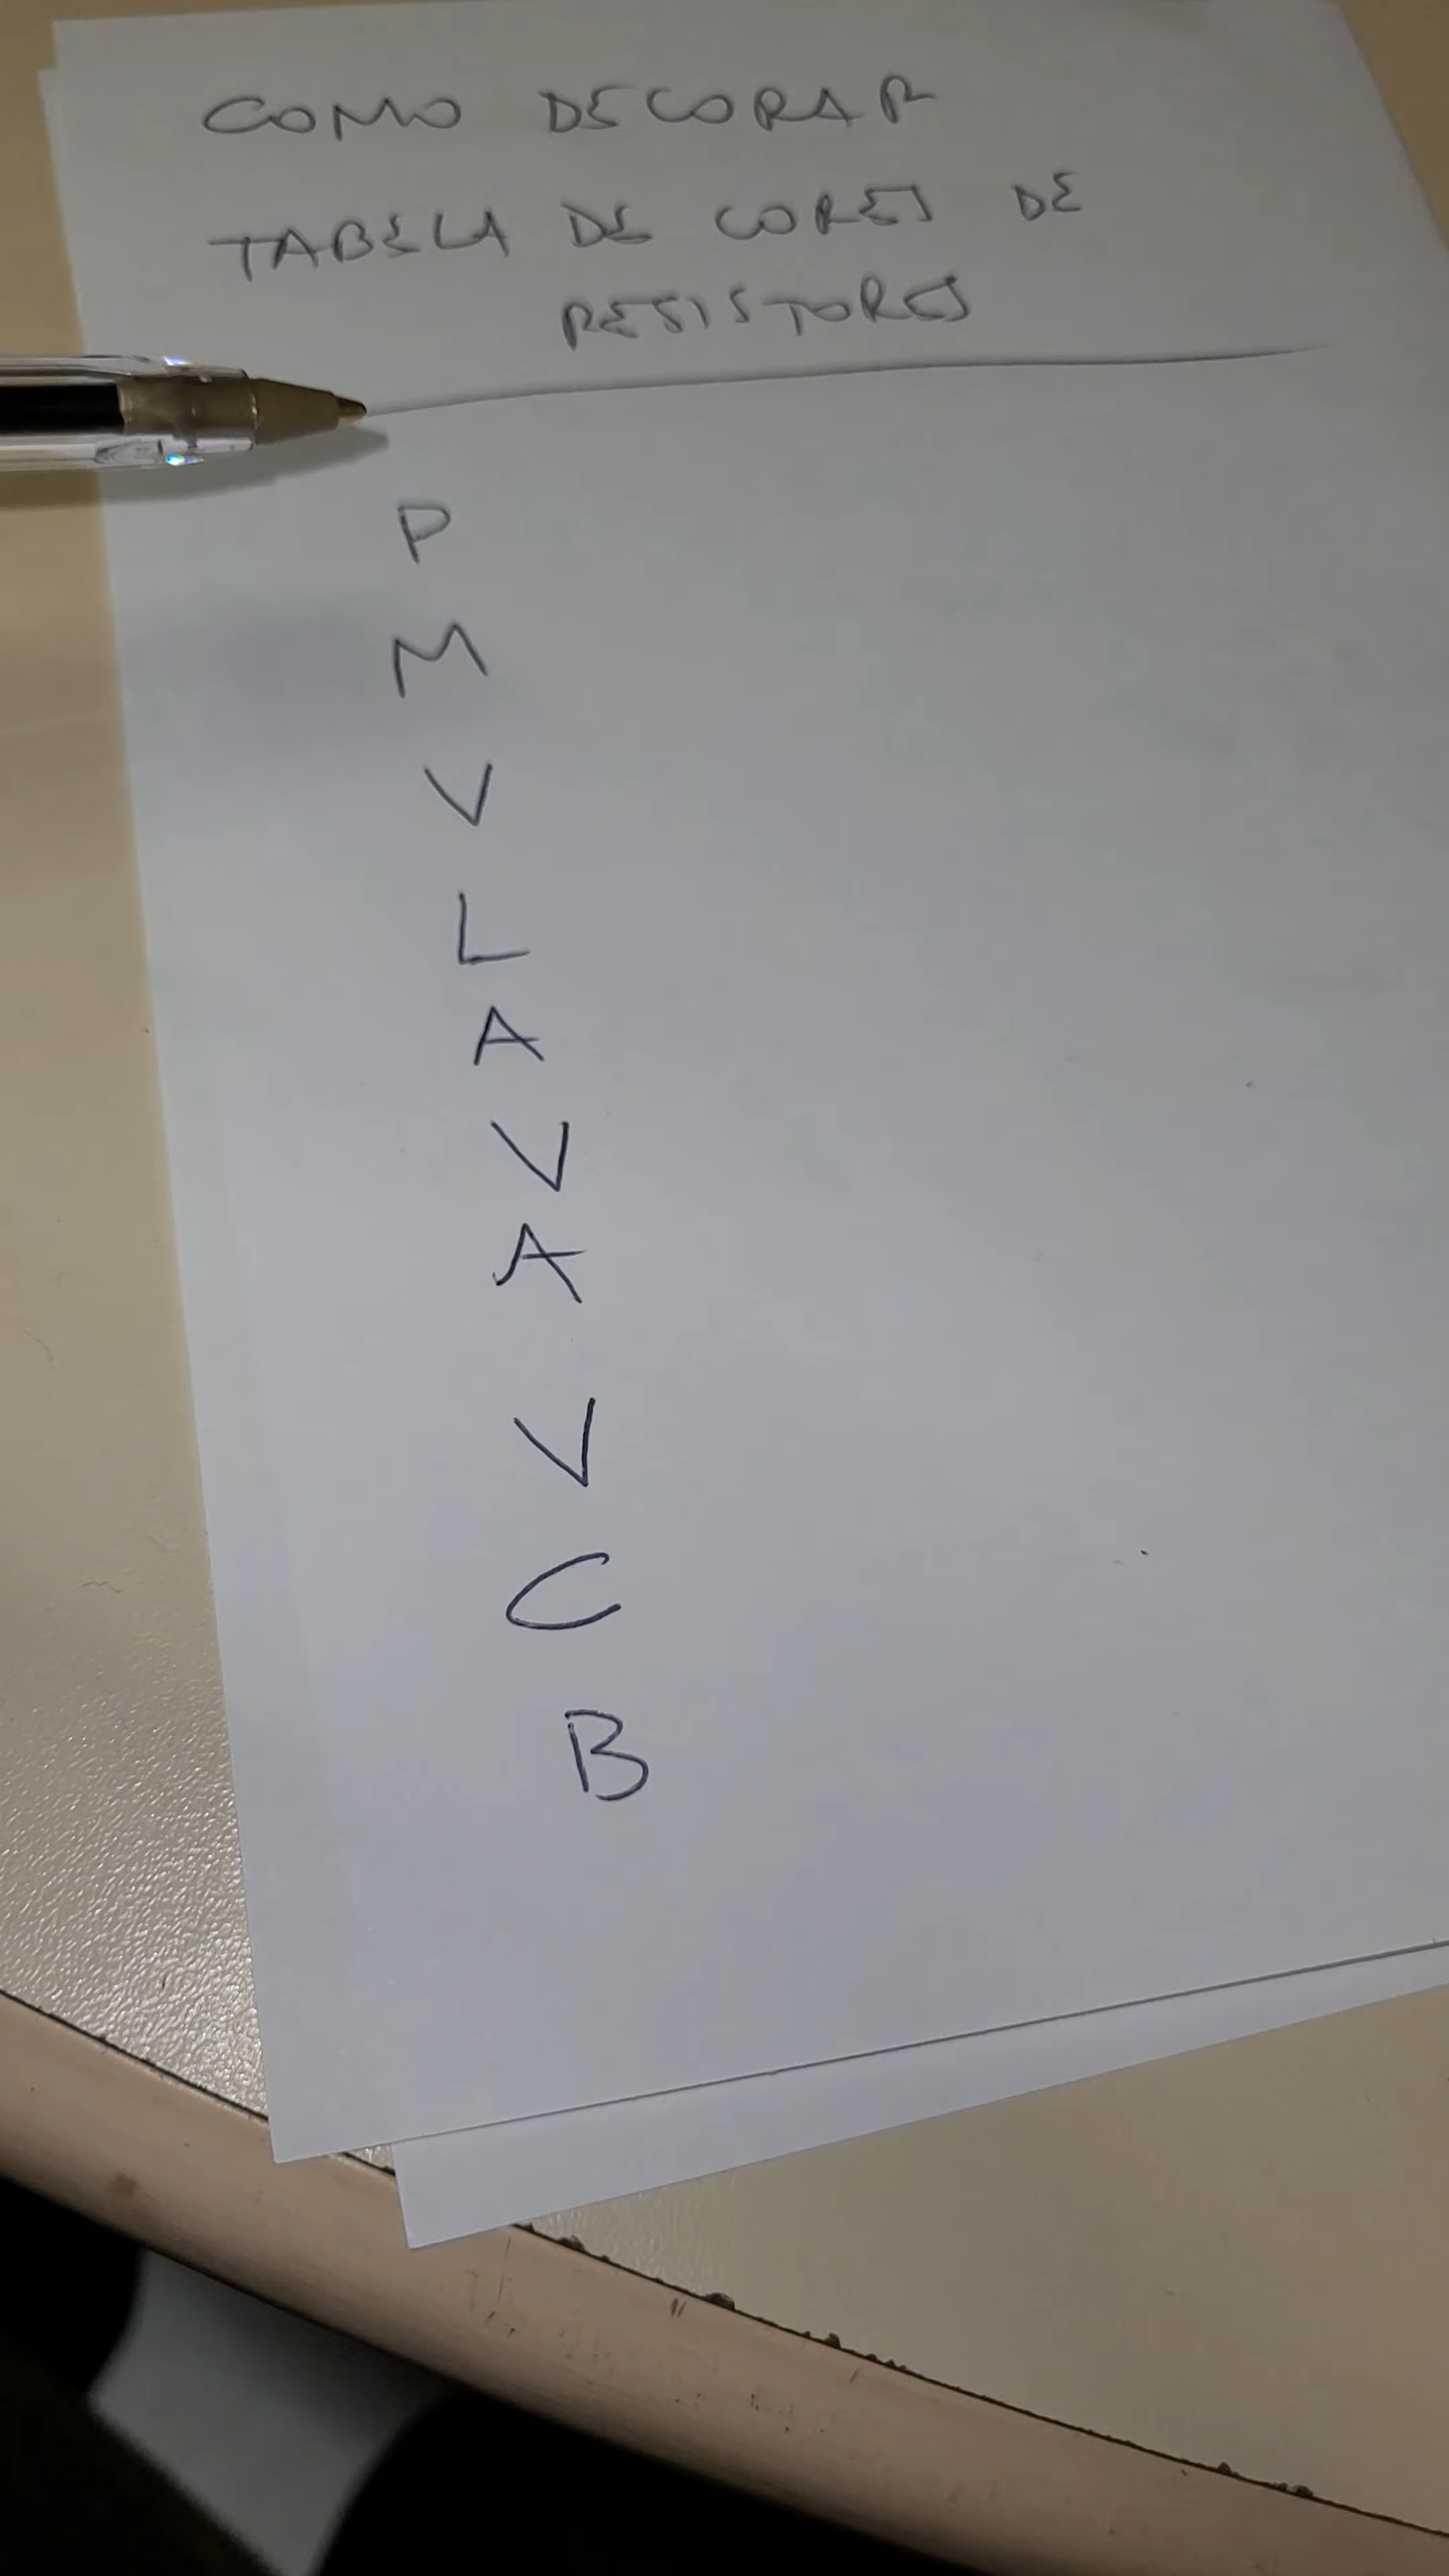 COMO DECORAR
TABELA DE CORES DE
RESISTORES
P
M
V
L
A
V
A
V
C
B